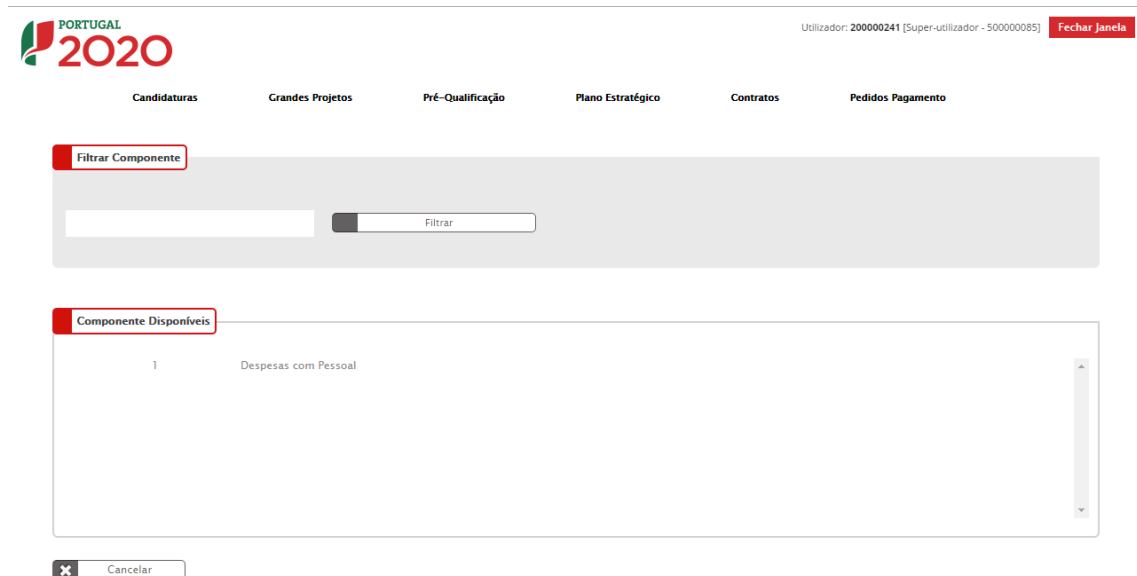 PORTUGAL
2020
Utilizador: 200000241 [Super-utilizador - 500000085]
Fechar Janela
Candidaturas Grandes Projetos Pré-Qualificação Plano Estratégico Contratos Pedidos Pagamento
Filtrar Componente
Filtrar
Componente Disponíveis
1 Despesas com Pessoal
Cancelar